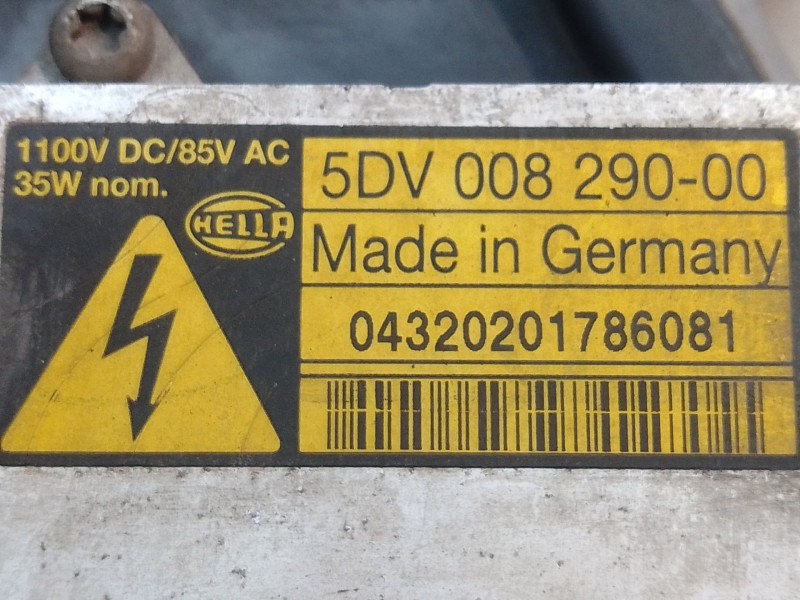 1100V DC/85V AC
35W nom.
HELLA
5DV 008 290-00
Made in Germany
04320201786081